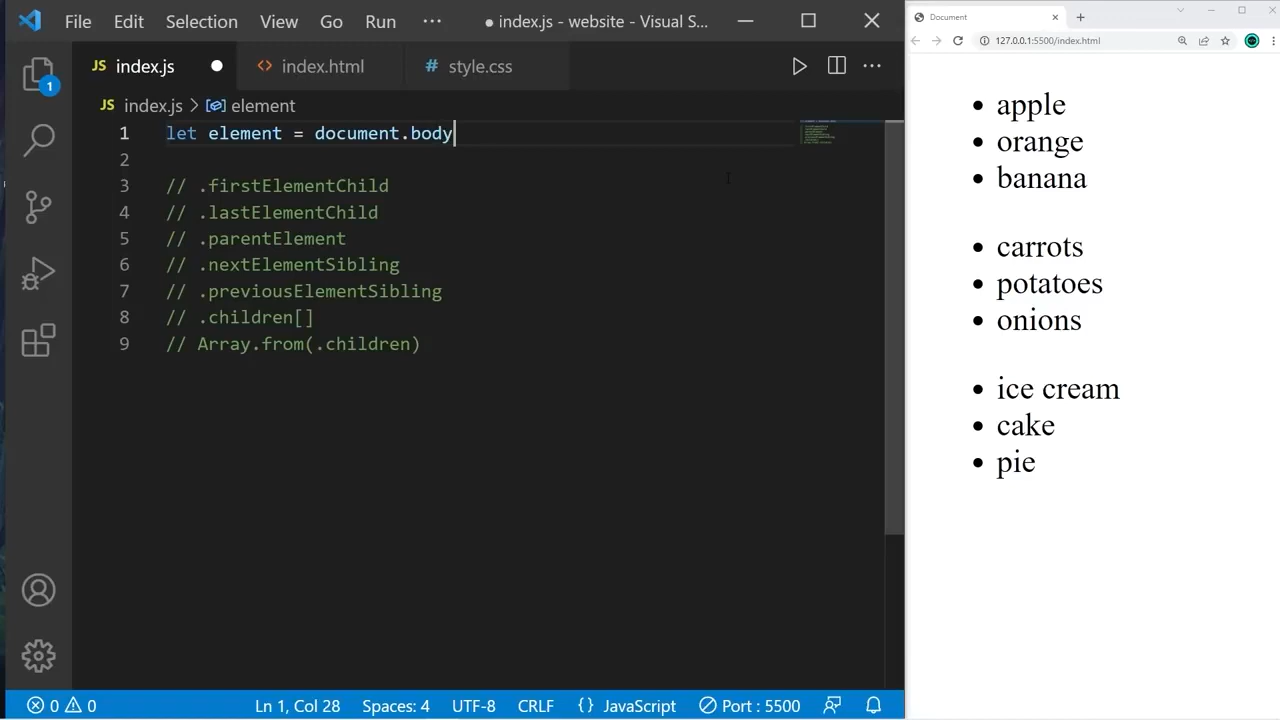 File Edit Selection View Go Run ··· ● index.js - website - Visual S...
JS index.js ● <> index.html # style.css
JS index.js > element
1 let element = document.body
2
3 // .firstElementChild
4 // .lastElementChild
5 // .parentElement
6 // .nextElementSibling
7 // .previousElementSibling
8 // .children[]
9 // Array.from(.children)
1
0 0 Ln 1, Col 28 Spaces: 4 UTF-8 CRLF {} JavaScript Port : 5500
Document
127.0.0.1:5500/index.html
• apple
• orange
• banana
• carrots
• potatoes
• onions
• ice cream
• cake
• pie